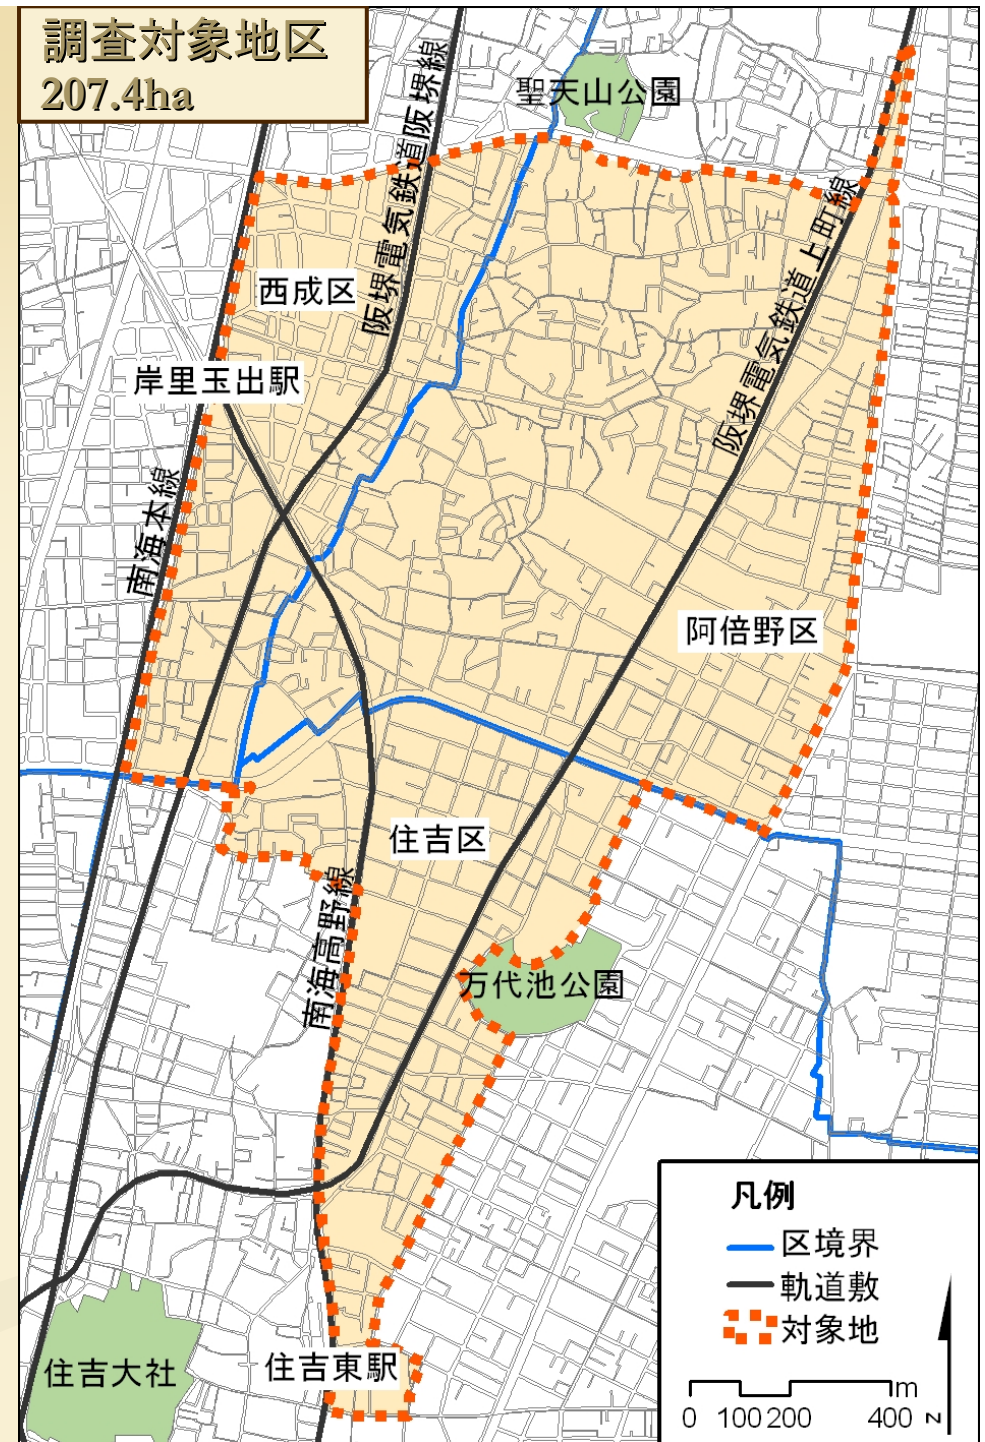 調査対象地区
207.4ha
聖天山公園
阪堺電気鉄道阪堺線
阪堺電気鉄道上町線
西成区
岸里玉出駅
南海本線
阿倍野区
住吉区
南海高野線
万代池公園
住吉大社
住吉東駅
凡例
区境界
軌道敷
対象地
m
0 100 200 400
N